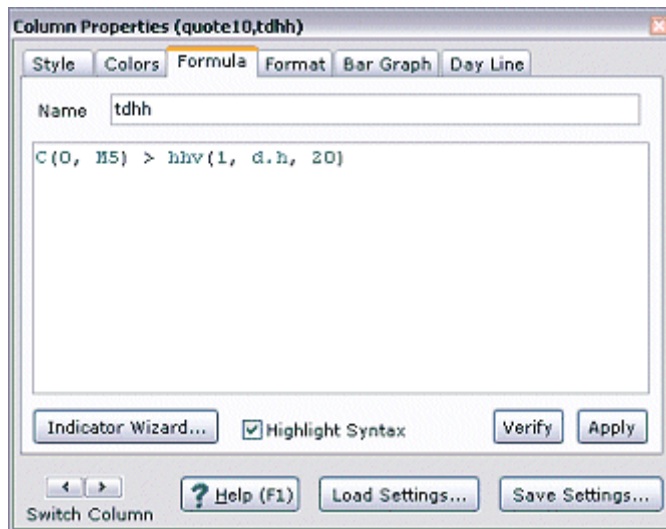 Column Properties (quote10,tdhh)
Style Colors Formula Format Bar Graph Day Line
Name tdhh
C(0, M5) > hhv(1, d.h, 20)
Indicator Wizard... Highlight Syntax Verify Apply
? Help (F1) Load Settings... Save Settings...
Switch Column